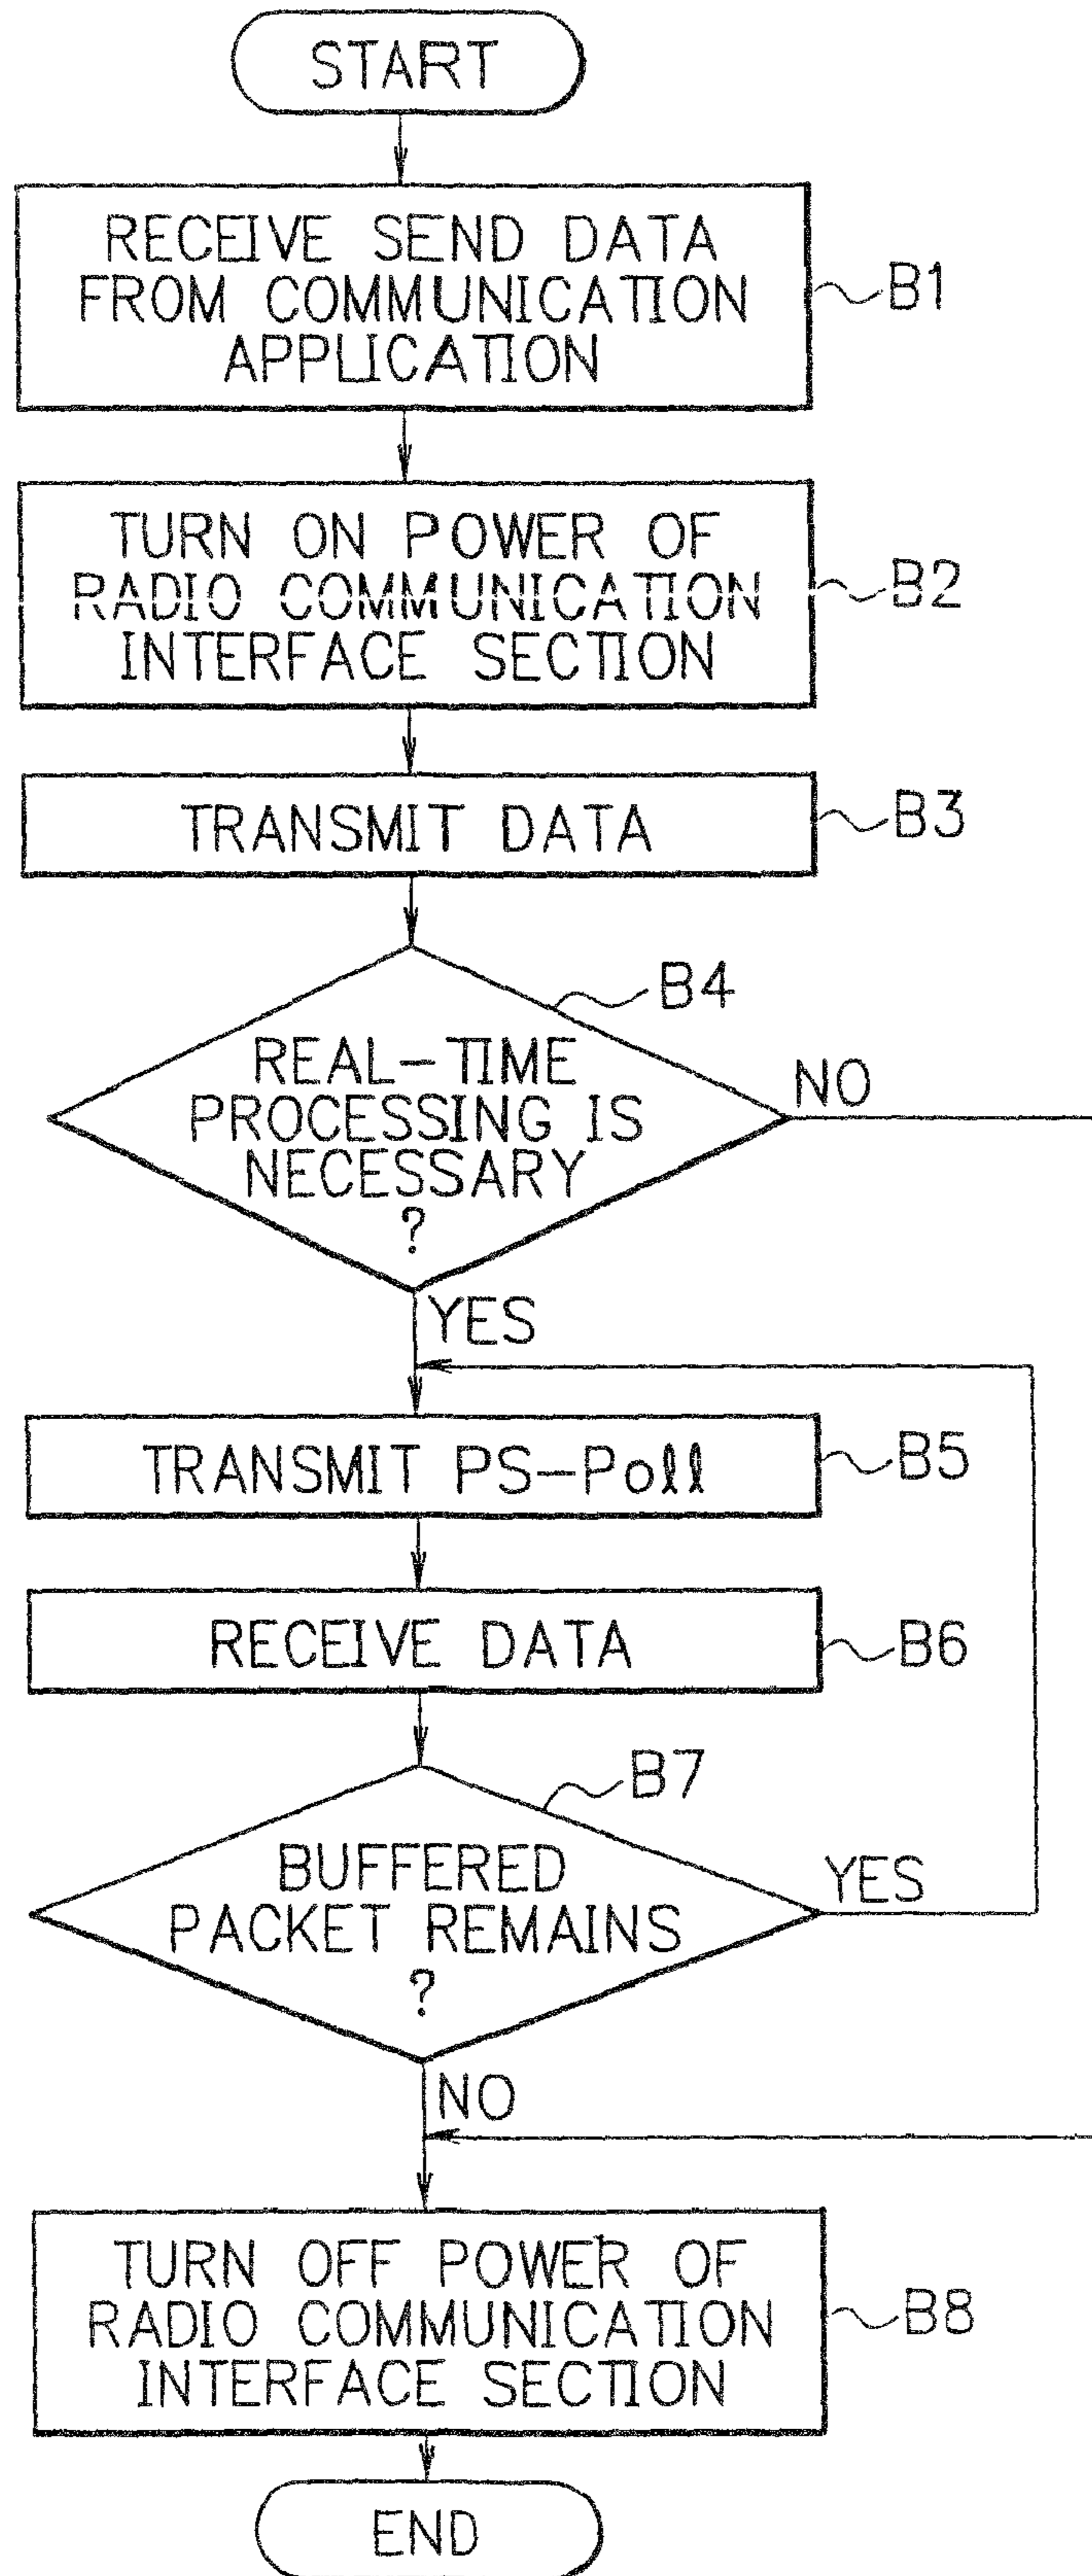 START
RECEIVE SEND DATA
FROM COMMUNICATION
APPLICATION
B1
TURN ON POWER OF
RADIO COMMUNICATION
INTERFACE SECTION
B2
TRANSMIT DATA
B3
B4
REAL-TIME
PROCESSING IS
NECESSARY
?
NO
YES
TRANSMIT PS-Poll
B5
RECEIVE DATA
B6
B7
BUFFERED
PACKET REMAINS
?
YES
NO
TURN OFF POWER OF
RADIO COMMUNICATION
INTERFACE SECTION
B8
END